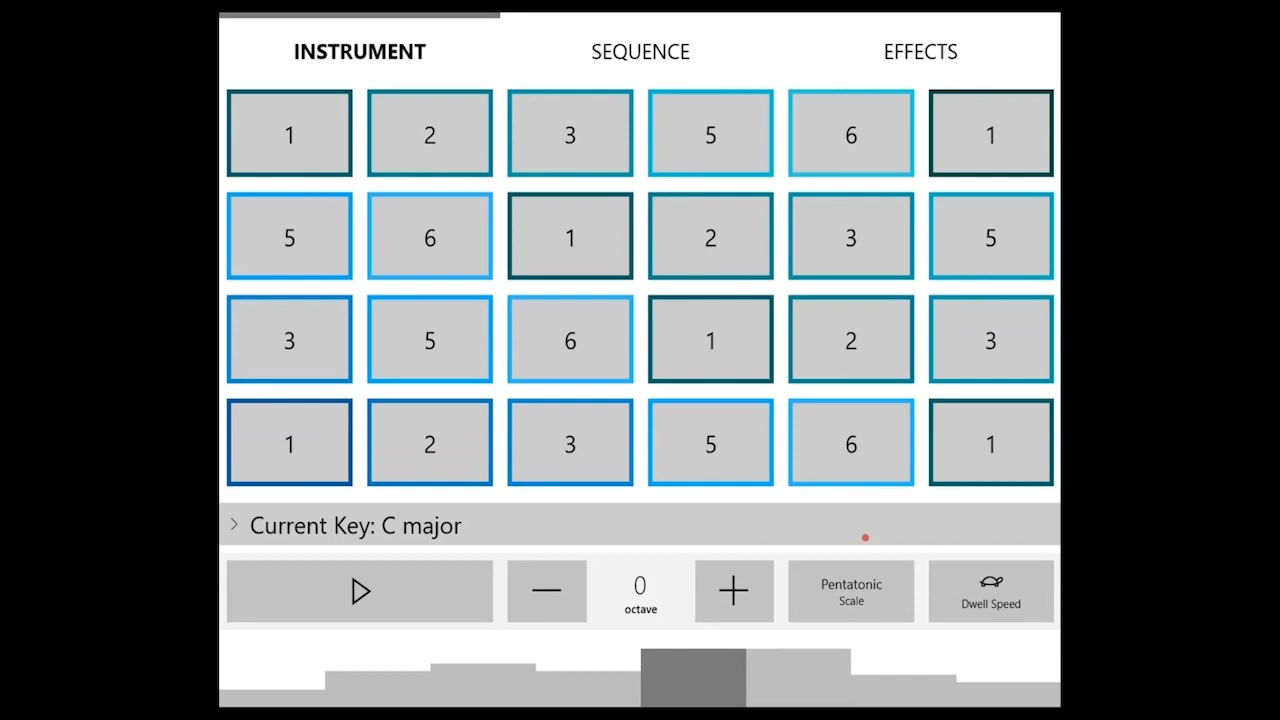 INSTRUMENT SEQUENCE EFFECTS
1 2 3 5 6 1
5 6 1 2 3 5
3 5 6 1 2 3
1 2 3 5 6 1
Current Key: C major
0
octave
Pentatonic
Scale
Dwell Speed